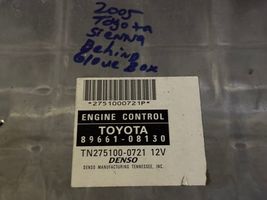 2005
Toyota
Sienna
Behind
Glove Box
*2751000721P*
ENGINE CONTROL
TOYOTA
89661-08130
TN275100-0721 12V
DENSO
DENSO MANUFACTURING TENNESSEE, INC.